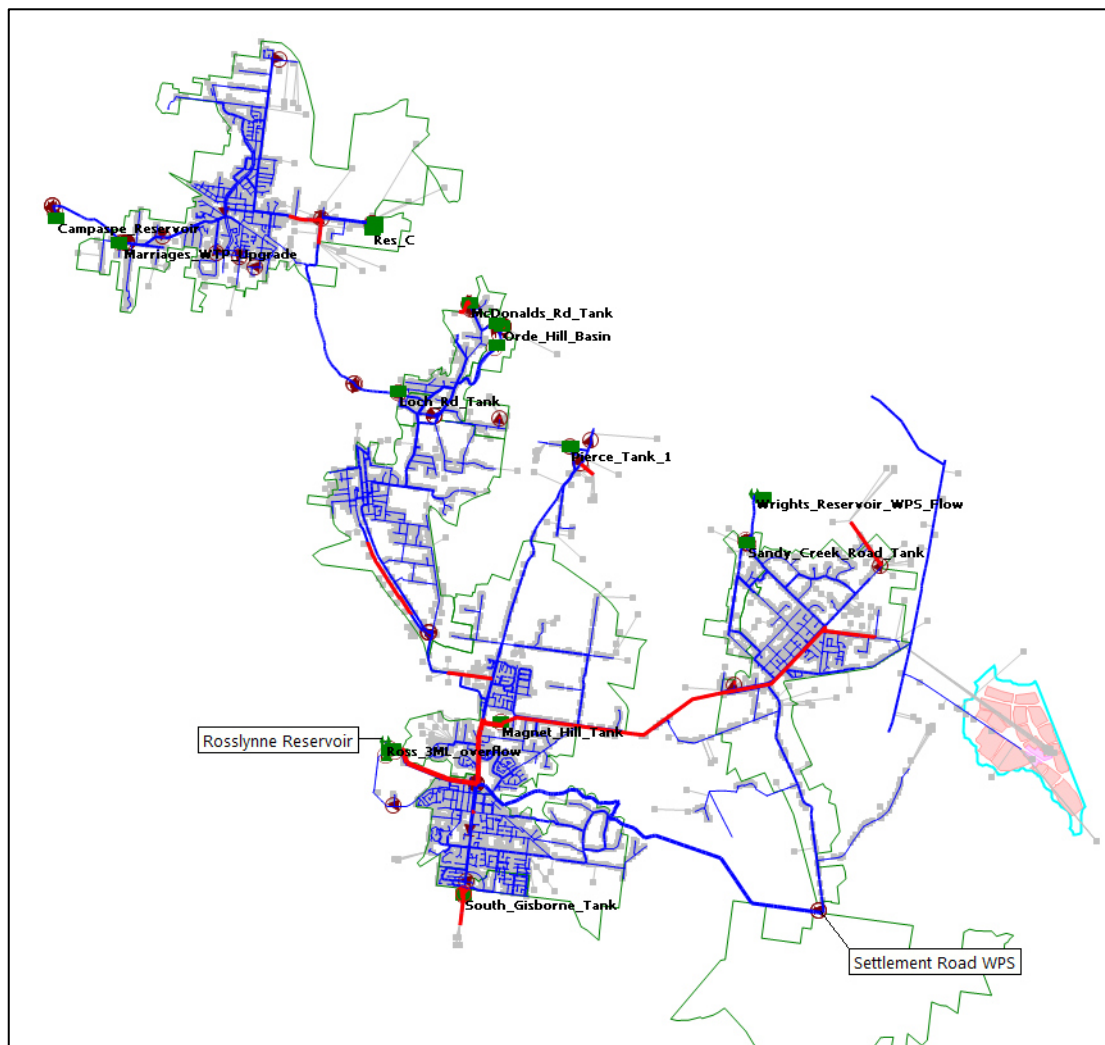 Campaspe_Reservoir
Marriages_WTP_Upgrade
Res_C
McDonalds_Rd_Tank
Orde_Hill_Basin
Loch_Rd_Tank
Pierce_Tank_1
Wrights_Reservoir_WPS_Flow
Sandy_Creek_Road_Tank
Magnet_Hill_Tank
Rosslynne Reservoir
Ross_3ML_overflow
South_Gisborne_Tank
Settlement Road WPS